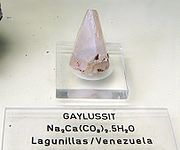 GAYLUSSIT
Na₂Ca(CO₃)₂.5H₂O
Lagunillas/Venezuela